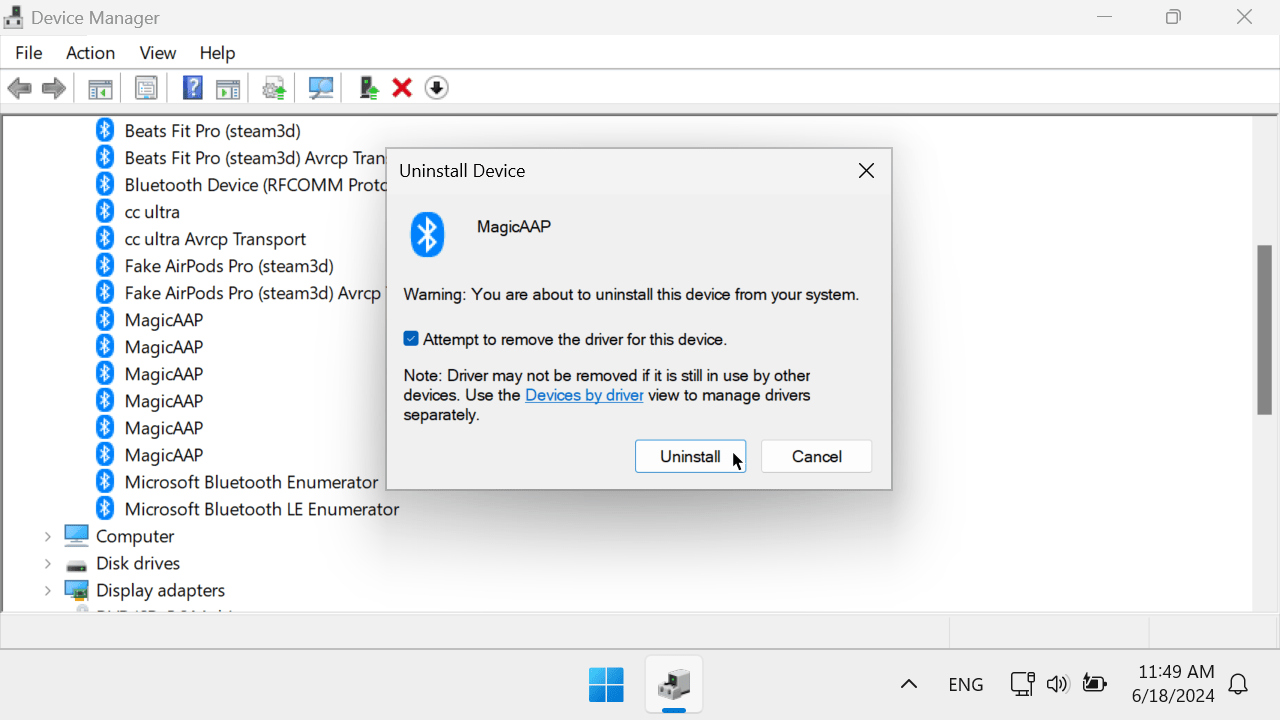 Device Manager
File Action View Help
Beats Fit Pro (steam3d)
Beats Fit Pro (steam3d) Avrcp Tran
Bluetooth Device (RFCOMM Proto
cc ultra
cc ultra Avrcp Transport
Fake AirPods Pro (steam3d)
Fake AirPods Pro (steam3d) Avrcp
MagicAAP
MagicAAP
MagicAAP
MagicAAP
MagicAAP
MagicAAP
Microsoft Bluetooth Enumerator
Microsoft Bluetooth LE Enumerator
Computer
Disk drives
Display adapters
Uninstall Device
MagicAAP
Warning: You are about to uninstall this device from your system.
Attempt to remove the driver for this device.
Note: Driver may not be removed if it is still in use by other
devices. Use the Devices by driver view to manage drivers
separately.
Uninstall Cancel
ENG
11:49 AM
6/18/2024